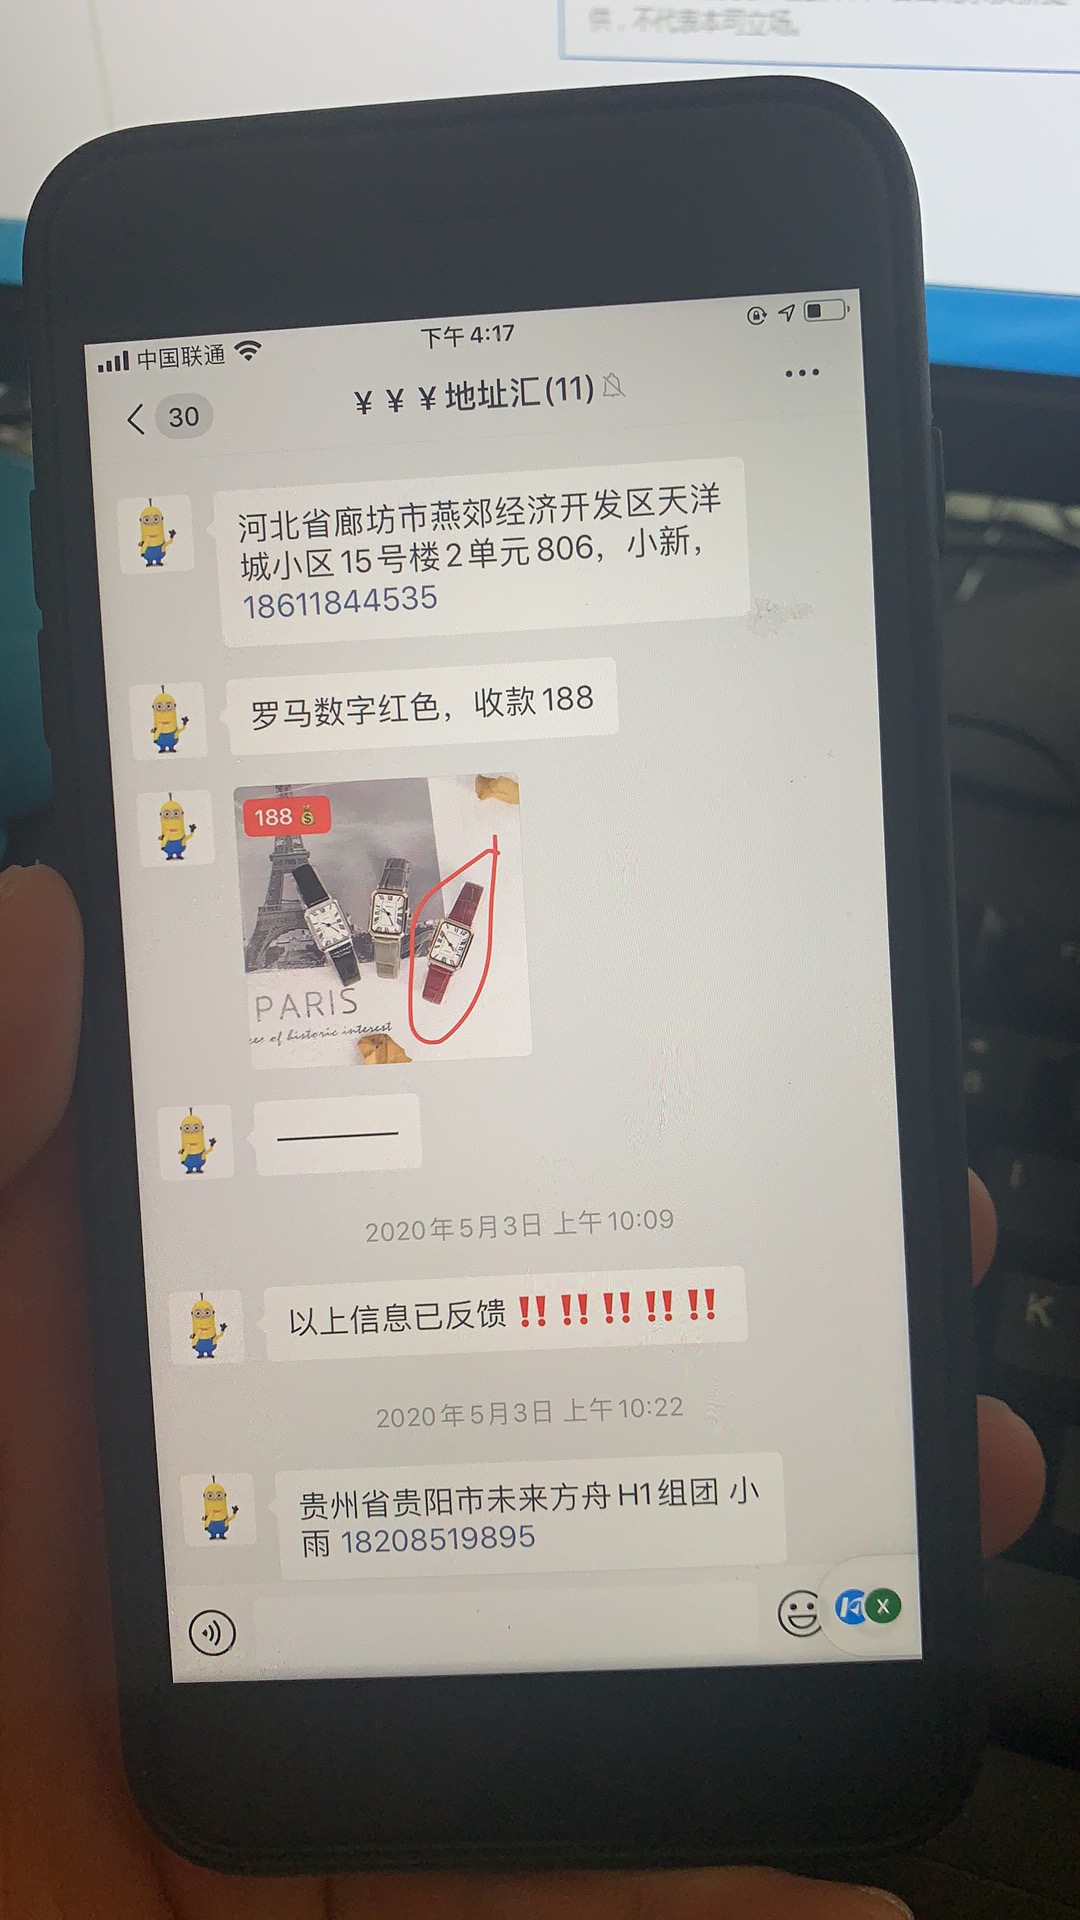 供，不代表本司立场。
中国联通
下午4:17
30
¥ ¥ ¥地址汇(11)
河北省廊坊市燕郊经济开发区天洋
城小区15号楼2单元806，小新，
18611844535
罗马数字红色，收款188
188
PARIS
of historic interest
2020年5月3日 上午10:09
以上信息已反馈‼️‼️‼️‼️‼️
2020年5月3日 上午10:22
贵州省贵阳市未来方舟H1组团 小
雨 18208519895
X
K